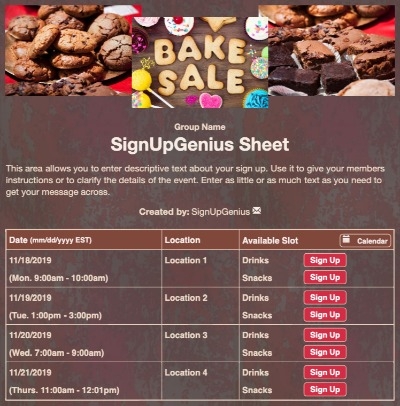 BAKE
SALE
Group Name
SignUpGenius Sheet
This area allows you to enter descriptive text about your sign up. Use it to give your members
instructions or to clarify the details of the event. Enter as little or as much text as you need to
get your message across.
Created by: SignUpGenius
Date (mm/dd/yyyy EST) Location Available Slot Calendar
11/18/2019 Location 1 Drinks Sign Up
(Mon. 9:00am - 10:00am) Snacks Sign Up
11/19/2019 Location 2 Drinks Sign Up
(Tue. 1:00pm - 3:00pm) Snacks Sign Up
11/20/2019 Location 3 Drinks Sign Up
(Wed. 7:00am - 9:00am) Snacks Sign Up
11/21/2019 Location 4 Drinks Sign Up
(Thurs. 11:00am - 12:01pm) Snacks Sign Up